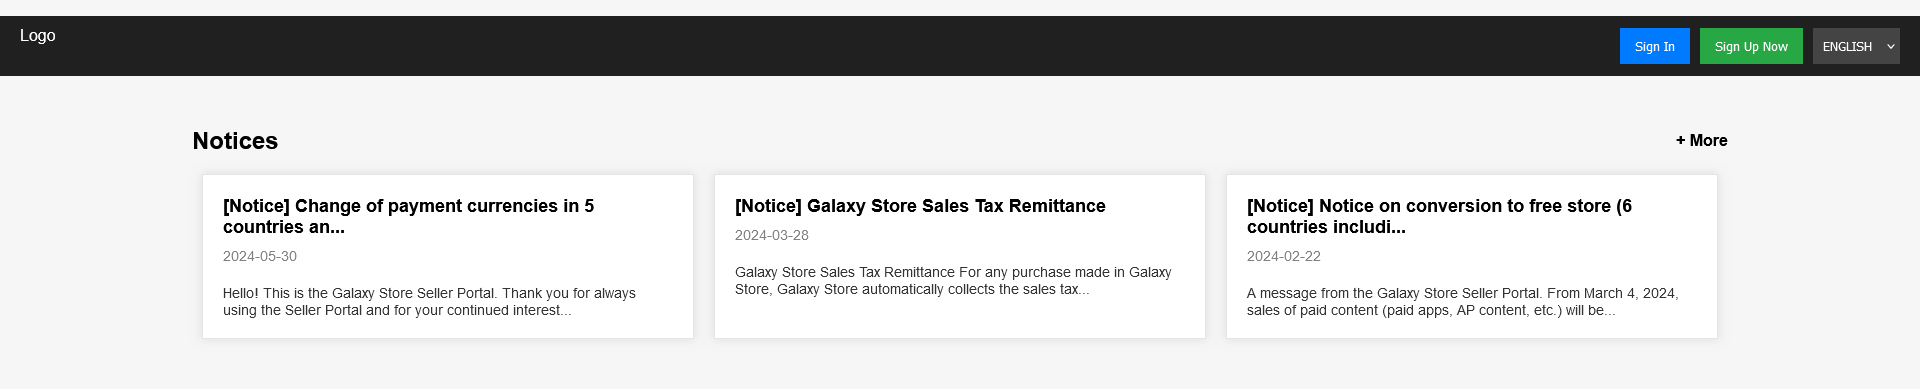 Logo
Sign In
Sign Up Now
ENGLISH
Notices
+ More
[Notice] Change of payment currencies in 5
countries an...
2024-05-30
Hello! This is the Galaxy Store Seller Portal. Thank you for always
using the Seller Portal and for your continued interest...
[Notice] Galaxy Store Sales Tax Remittance
2024-03-28
Galaxy Store Sales Tax Remittance For any purchase made in Galaxy
Store, Galaxy Store automatically collects the sales tax...
[Notice] Notice on conversion to free store (6
countries includi...
2024-02-22
A message from the Galaxy Store Seller Portal. From March 4, 2024,
sales of paid content (paid apps, AP content, etc.) will be...